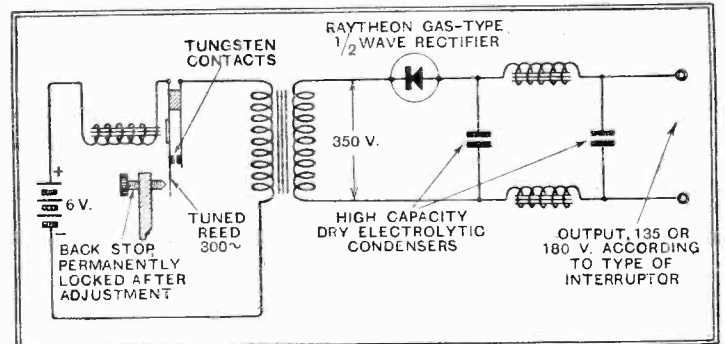 TUNGSTEN
CONTACTS
RAYTHEON GAS-TYPE
1/2 WAVE RECTIFIER
350 V.
+
6 V.
−
BACK STOP,
PERMANENTLY
LOCKED AFTER
ADJUSTMENT
TUNED
REED
300~
HIGH CAPACITY
DRY ELECTROLYTIC
CONDENSERS
OUTPUT, 135 OR
180 V. ACCORDING
TO TYPE OF
INTERRUPTOR